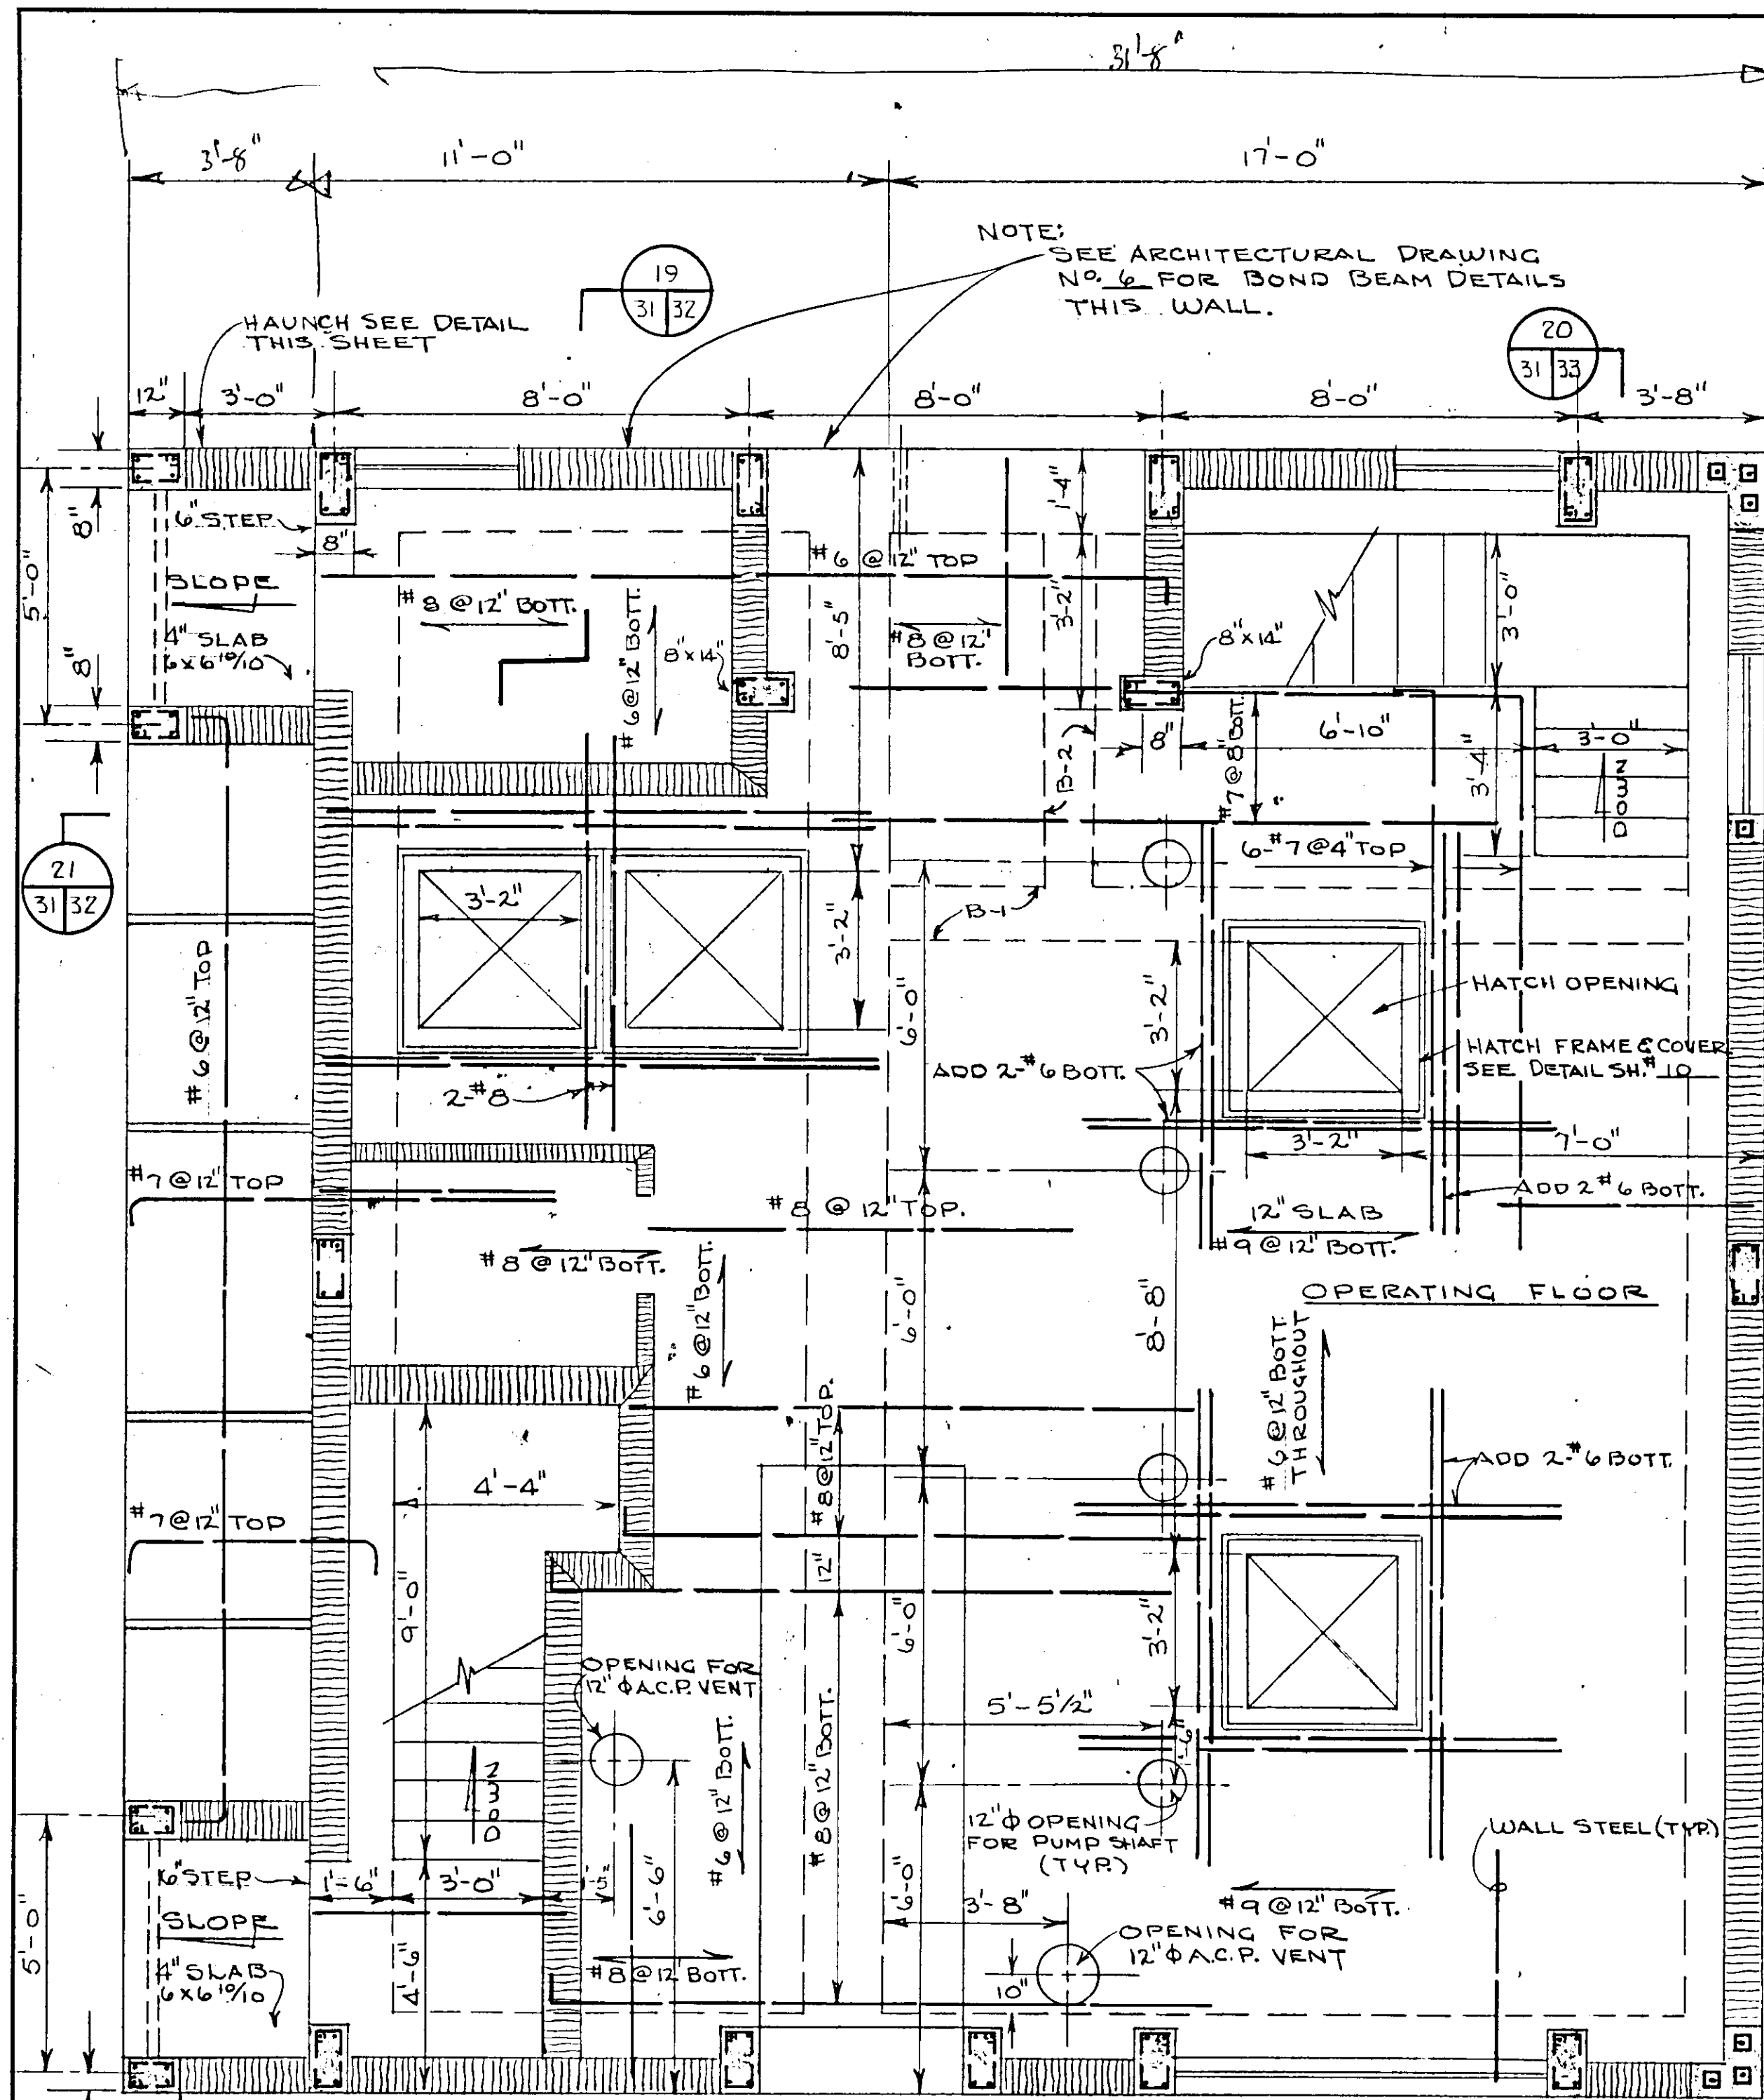 31'-8"
3'-8"
11'-0"
17'-0"
NOTE:
SEE ARCHITECTURAL DRAWING
Nº. 6 FOR BOND BEAM DETAILS
THIS WALL.
19
31 32
HAUNCH SEE DETAIL
THIS SHEET
20
31 33
12"
3'-0"
8'-0"
8'-0"
8'-0"
3'-8"
8"
5'-0"
8"
6" STEP
8"
SLOPE
4" SLAB
6x6 10/10
#6 @ 12" TOP
#8 @ 12" BOTT.
#6 @ 12" BOTT.
8"x14"
8'-5"
#8 @ 12"
BOTT.
1'-4"
3'-2"
8"x14"
3'-0"
B-2
8"
#7 @ 8" BOTT.
6'-10"
3'-4"
3'-0"
DOWN
6-#7 @ 4" TOP
21
31 32
3'-2"
3'-2"
B-1
#6 @ 12" TOP
6'-0"
3'-2"
HATCH OPENING
HATCH FRAME & COVER
SEE DETAIL SH.# 10
ADD 2-#6 BOTT.
2-#8
3'-2"
7'-0"
#7 @ 12" TOP
ADD 2 #6 BOTT.
#8 @ 12" TOP.
12" SLAB
#9 @ 12" BOTT.
#8 @ 12" BOTT.
#6 @ 12" BOTT.
6'-0"
8'-8"
OPERATING FLOOR
#6 @ 12" BOTT.
THROUGHOUT
#8 @ 12" TOP.
ADD 2-#6 BOTT.
4'-4"
#7 @ 12" TOP
12"
9'-0"
6'-0"
3'-2"
OPENING FOR
12" Φ A.C.P. VENT
5'-5 1/2"
1'-6"
#6 @ 12" BOTT.
#8 @ 12" BOTT.
DOWN
12" Φ OPENING
FOR PUMP SHAFT
(TYP.)
WALL STEEL (TYP.)
6" STEP
1'-6"
3'-0"
1'-5"
6'-6"
6'-0"
3'-8"
#9 @ 12" BOTT.
5'-0"
SLOPE
4" SLAB
6x6 10/10
4'-6"
#8 @ 12" BOTT.
OPENING FOR
12" Φ A.C.P. VENT
10"